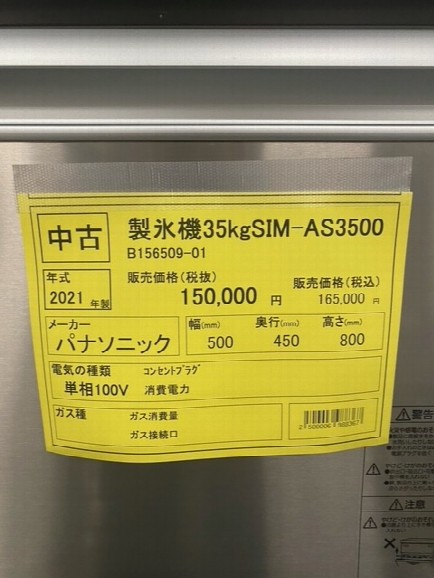 中古
製氷機35kgSIM-AS3500
B156509-01
年式
2021 年製
販売価格(税抜)
150,000 円
販売価格(税込)
165,000 円
メーカー
パナソニック
幅(mm) 奥行(mm) 高さ(mm)
500 450 800
電気の種類 コンセントプラグ
単相100V 消費電力
ガス種 ガス消費量
ガス接続口
警告
注意